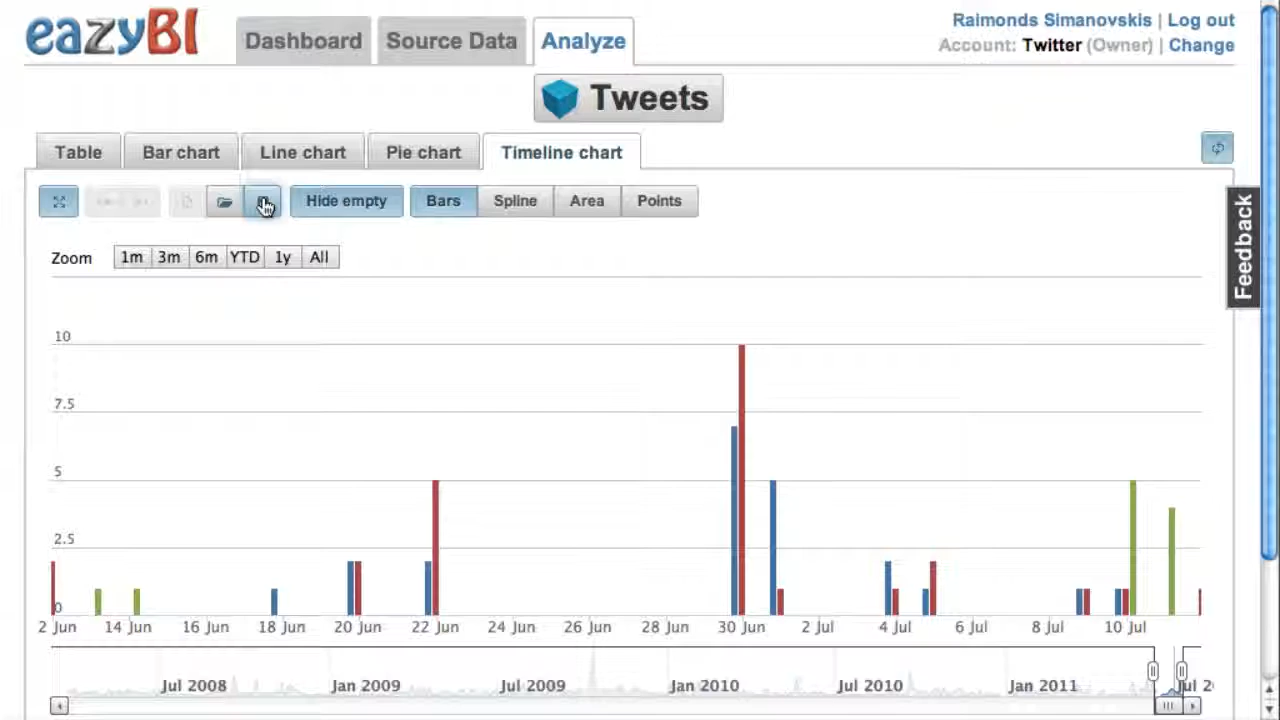 eazyBI
Dashboard
Source Data
Analyze
Raimonds Simanovskis | Log out
Account: Twitter (Owner) | Change
Tweets
Table
Bar chart
Line chart
Pie chart
Timeline chart
Hide empty
Bars
Spline
Area
Points
Feedback
Zoom
1m
3m
6m
YTD
1y
All
10
7.5
5
2.5
0
2 Jun
14 Jun
16 Jun
18 Jun
20 Jun
22 Jun
24 Jun
26 Jun
28 Jun
30 Jun
2 Jul
4 Jul
6 Jul
8 Jul
10 Jul
Jul 2008
Jan 2009
Jul 2009
Jan 2010
Jul 2010
Jan 2011
Jul 2